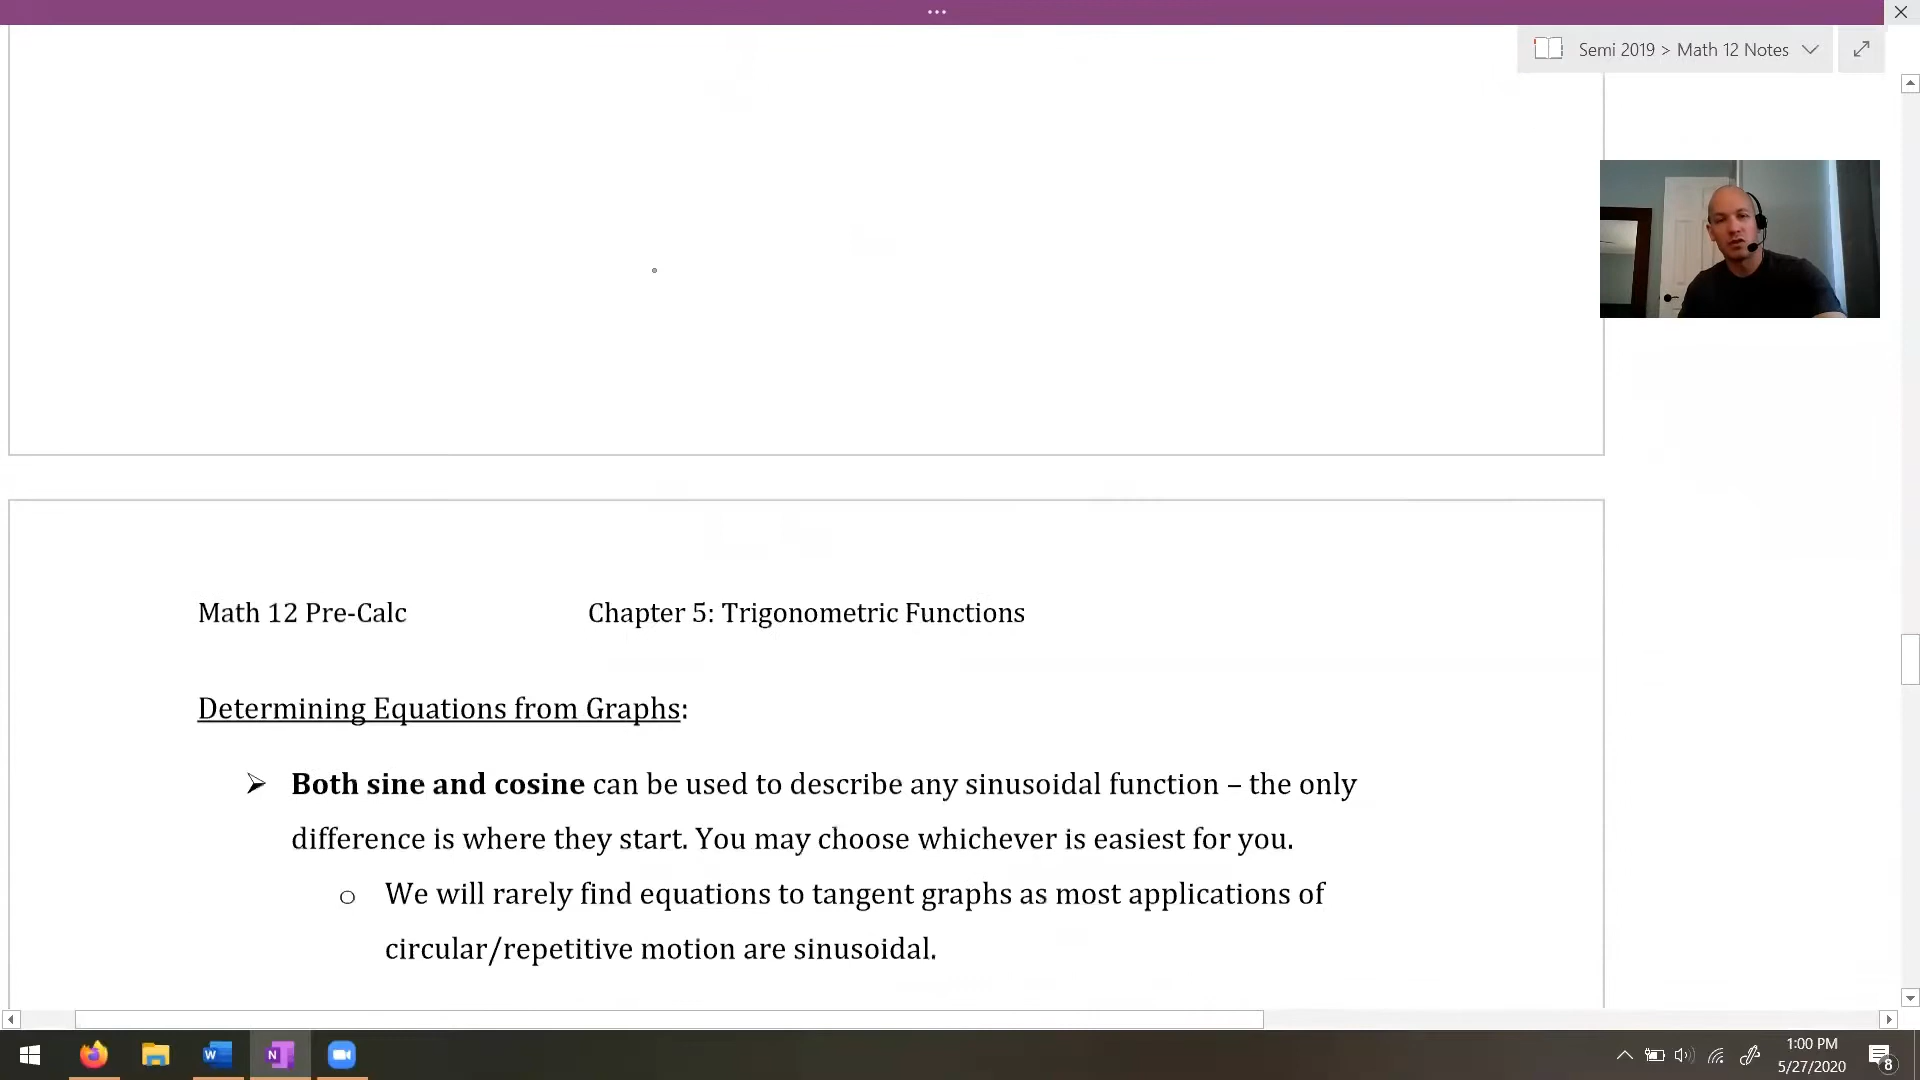 ...
Semi 2019 > Math 12 Notes
Math 12 Pre-Calc Chapter 5: Trigonometric Functions
Determining Equations from Graphs:
➢ Both sine and cosine can be used to describe any sinusoidal function – the only
difference is where they start. You may choose whichever is easiest for you.
o We will rarely find equations to tangent graphs as most applications of
circular/repetitive motion are sinusoidal.
W N
1:00 PM
5/27/2020
8